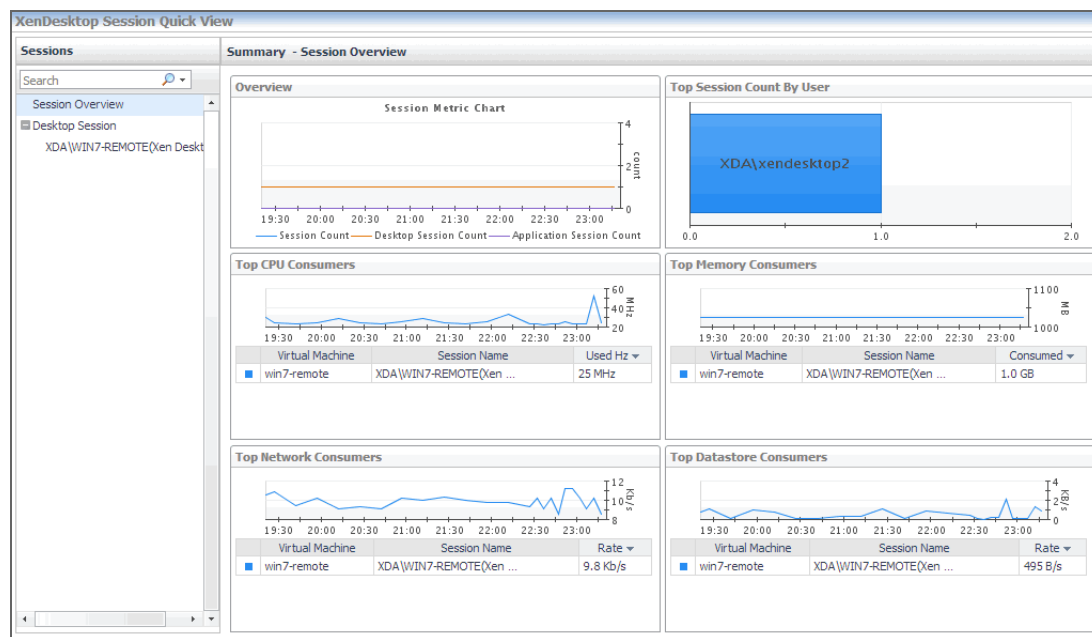 XenDesktop Session Quick View
Sessions
Search
Session Overview
Desktop Session
XDA\WIN7-REMOTE(Xen Deskt
Summary - Session Overview
Overview
Session Metric Chart
4
2
0
count
19:30 20:00 20:30 21:00 21:30 22:00 22:30 23:00
Session Count Desktop Session Count Application Session Count
Top Session Count By User
XDA\xendesktop2
0.0 1.0 2.0
Top CPU Consumers
60
40
20
MHz
19:30 20:00 20:30 21:00 21:30 22:00 22:30 23:00
Virtual Machine Session Name Used Hz
win7-remote XDA\WIN7-REMOTE(Xen ... 25 MHz
Top Memory Consumers
1100
1000
MB
19:30 20:00 20:30 21:00 21:30 22:00 22:30 23:00
Virtual Machine Session Name Consumed
win7-remote XDA\WIN7-REMOTE(Xen ... 1.0 GB
Top Network Consumers
12
10
8
Kb/s
19:30 20:00 20:30 21:00 21:30 22:00 22:30 23:00
Virtual Machine Session Name Rate
win7-remote XDA\WIN7-REMOTE(Xen ... 9.8 Kb/s
Top Datastore Consumers
4
2
0
KB/s
19:30 20:00 20:30 21:00 21:30 22:00 22:30 23:00
Virtual Machine Session Name Rate
win7-remote XDA\WIN7-REMOTE(Xen ... 495 B/s